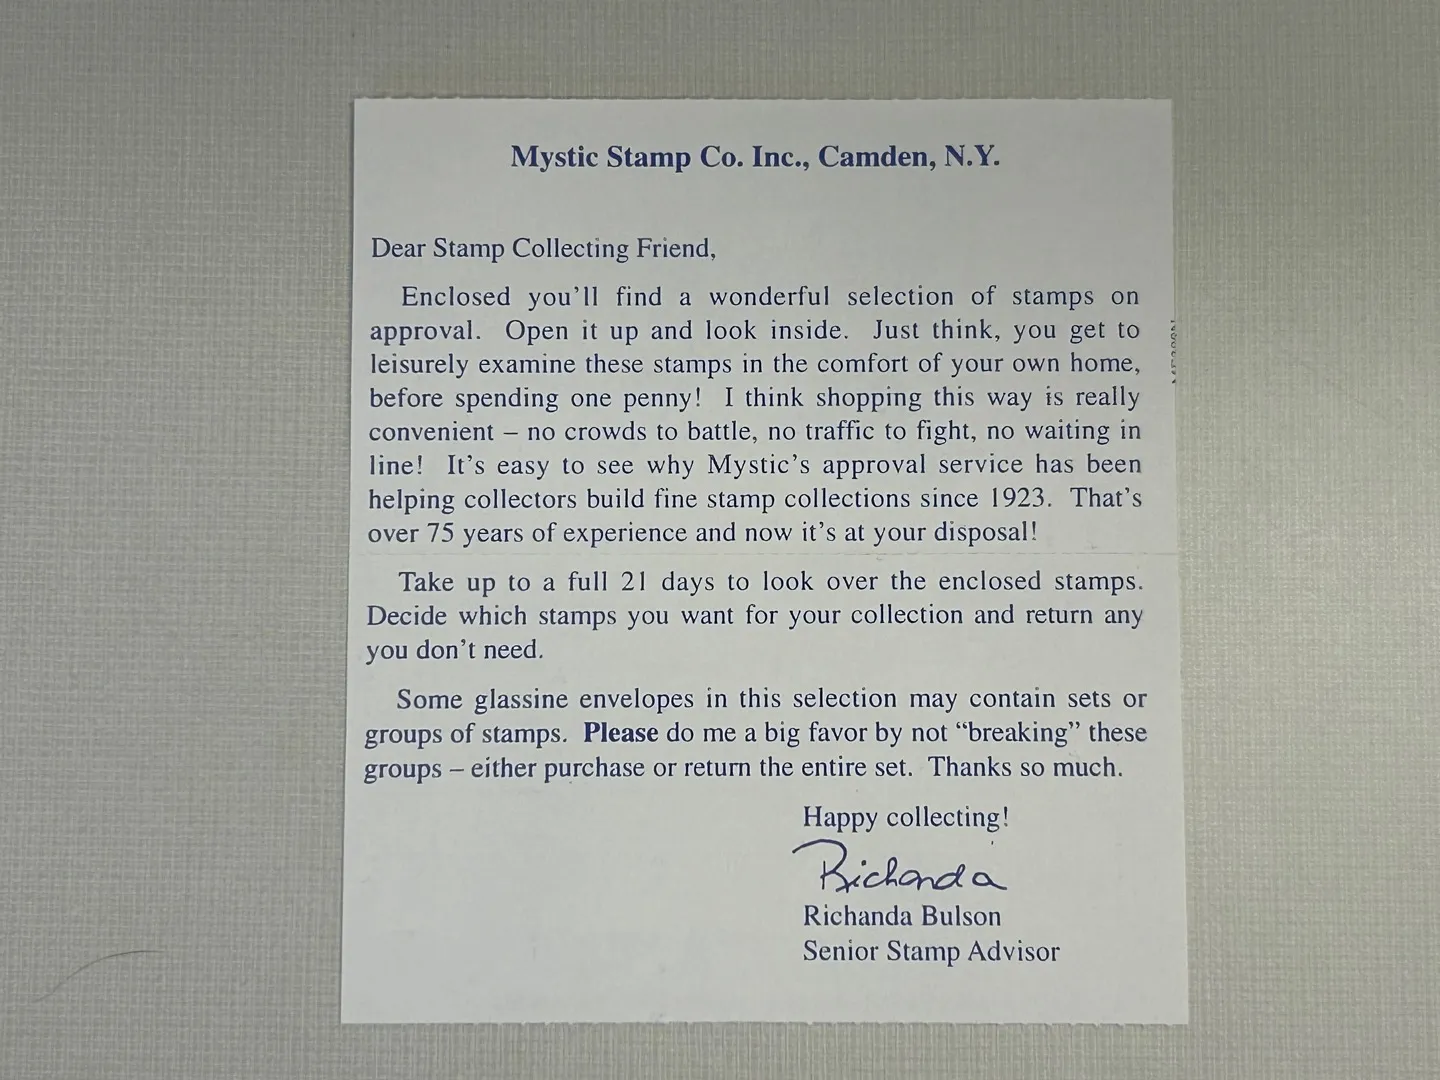 Mystic Stamp Co. Inc., Camden, N.Y.
Dear Stamp Collecting Friend,
Enclosed you'll find a wonderful selection of stamps on
approval. Open it up and look inside. Just think, you get to
leisurely examine these stamps in the comfort of your own home,
before spending one penny! I think shopping this way is really
convenient – no crowds to battle, no traffic to fight, no waiting in
line! It's easy to see why Mystic's approval service has been
helping collectors build fine stamp collections since 1923. That's
over 75 years of experience and now it's at your disposal!
Take up to a full 21 days to look over the enclosed stamps.
Decide which stamps you want for your collection and return any
you don't need.
Some glassine envelopes in this selection may contain sets or
groups of stamps. Please do me a big favor by not “breaking” these
groups – either purchase or return the entire set. Thanks so much.
Happy collecting!
Richanda
Richanda Bulson
Senior Stamp Advisor